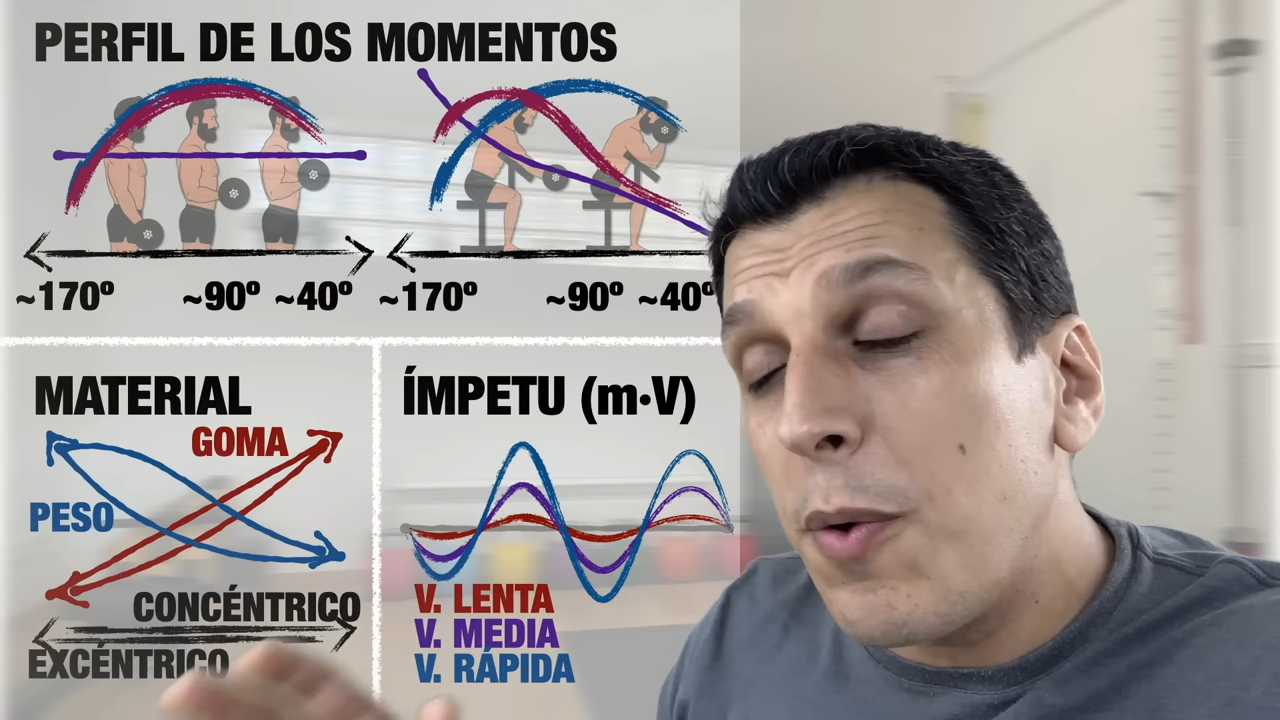 PERFIL DE LOS MOMENTOS
~170º ~90º ~40º ~170º ~90º ~40º
MATERIAL
GOMA
PESO
CONCÉNTRICO
EXCÉNTRICO
ÍMPETU (m·V)
V. LENTA
V. MEDIA
V. RÁPIDA